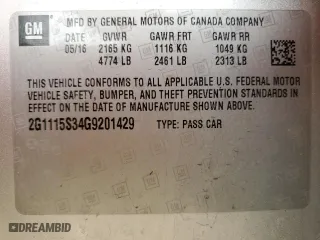 GM
MFD BY GENERAL MOTORS OF CANADA COMPANY
DATE GVWR GAWR FRT GAWR RR
05/16 2165 KG 1116 KG 1049 KG
4774 LB 2461 LB 2313 LB
THIS VEHICLE CONFORMS TO ALL APPLICABLE U.S. FEDERAL MOTOR
VEHICLE SAFETY, BUMPER, AND THEFT PREVENTION STANDARDS
IN EFFECT ON THE DATE OF MANUFACTURE SHOWN ABOVE.
2G1115S34G9201429 TYPE: PASS CAR
DREAMBID